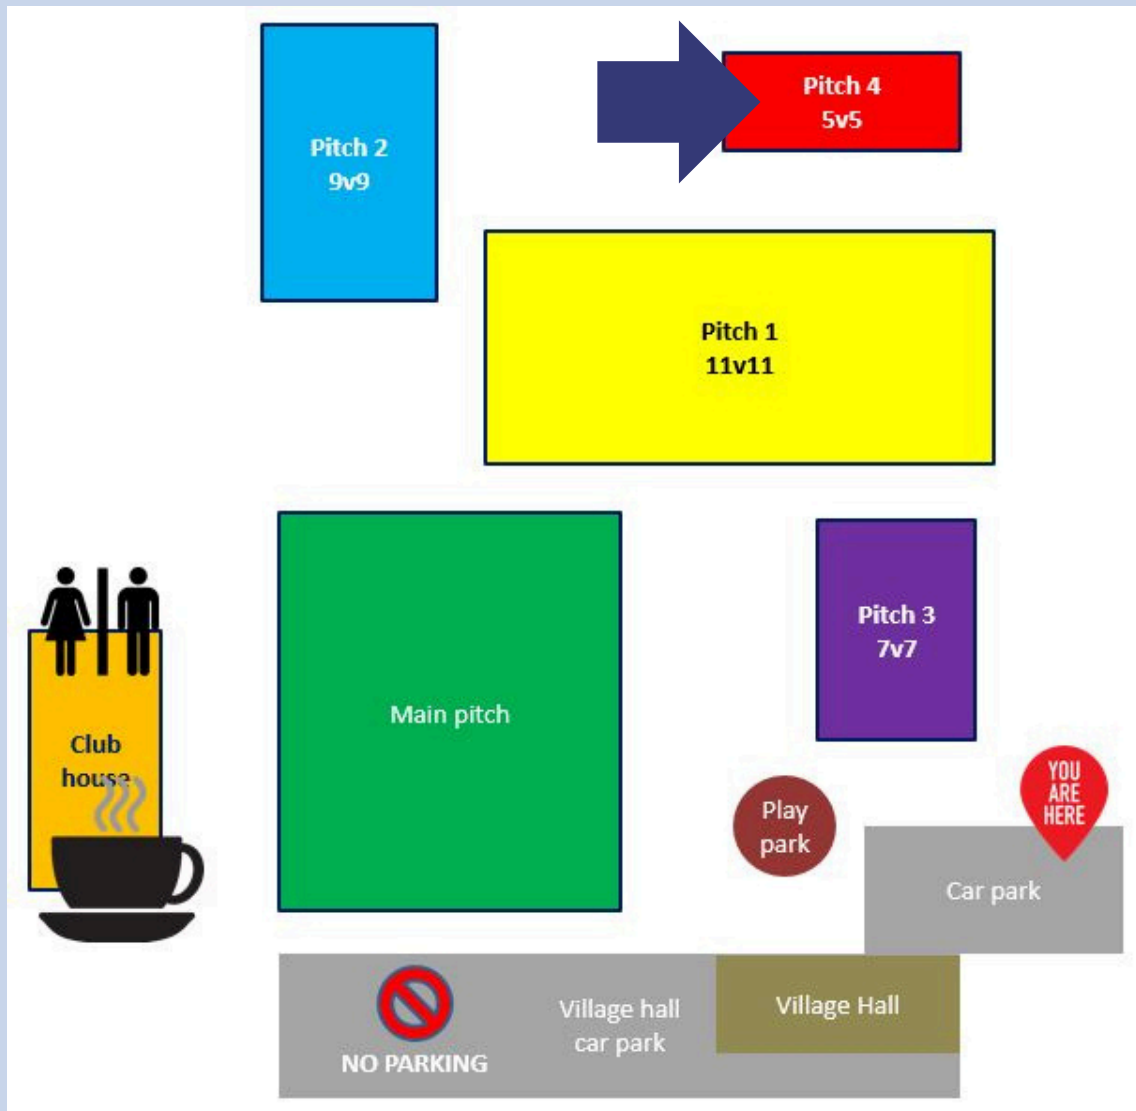 Pitch 2
9v9
Pitch 4
5v5
Pitch 1
11v11
Main pitch
Pitch 3
7v7
Club
house
Play
park
YOU
ARE
HERE
Car park
NO PARKING
Village hall
car park
Village Hall